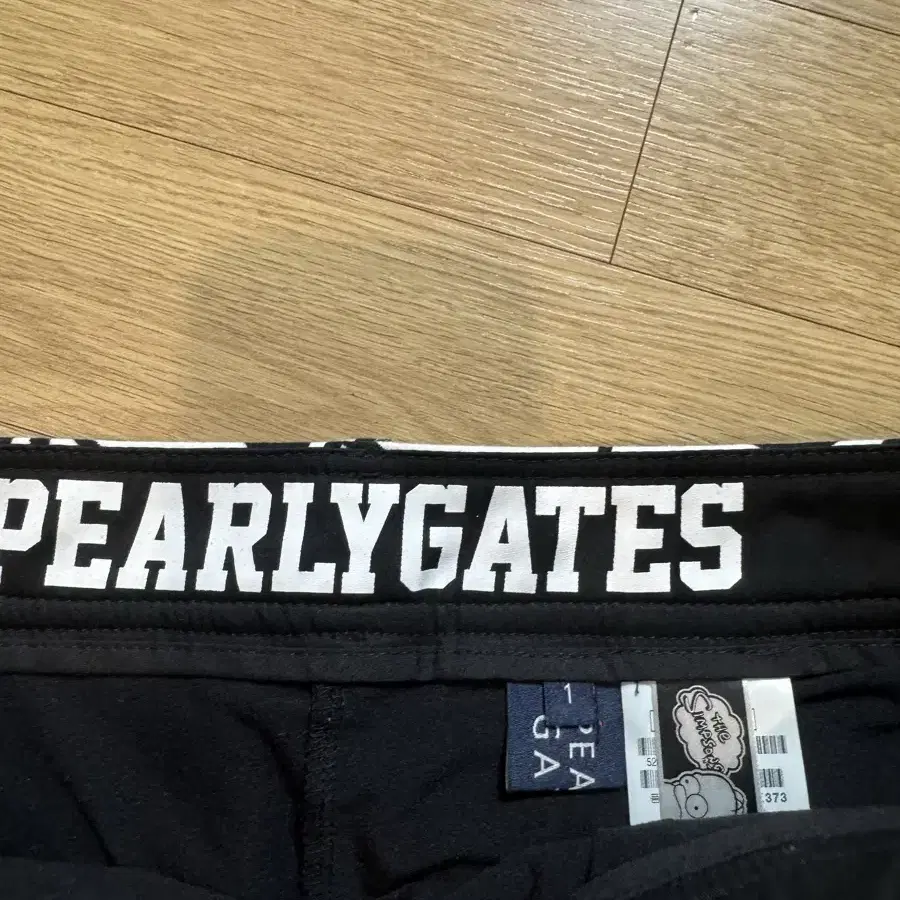 PEARLYGATES
1
PEA
GA
THE
SIMPSONS
52
373